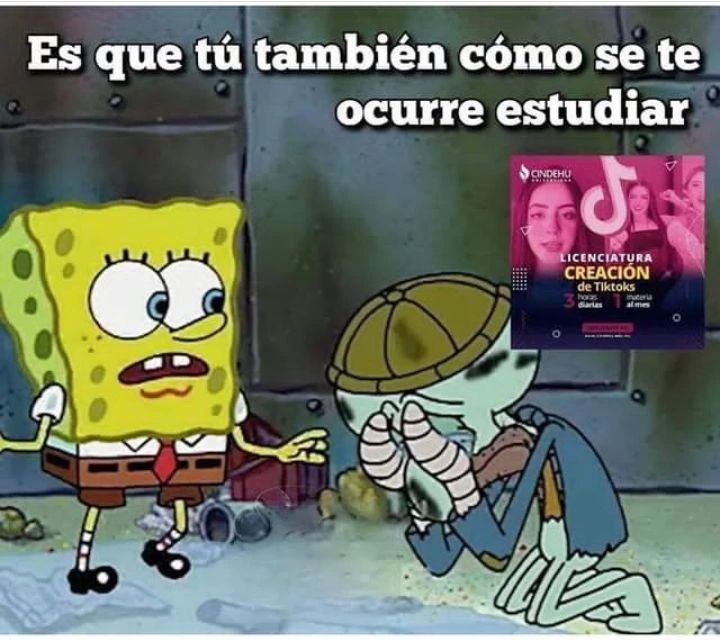 Es que tú también cómo se te
ocurre estudiar
CINDEHU
LICENCIATURA
CREACIÓN
de Tiktoks
3 horas diarias 1 materia al mes